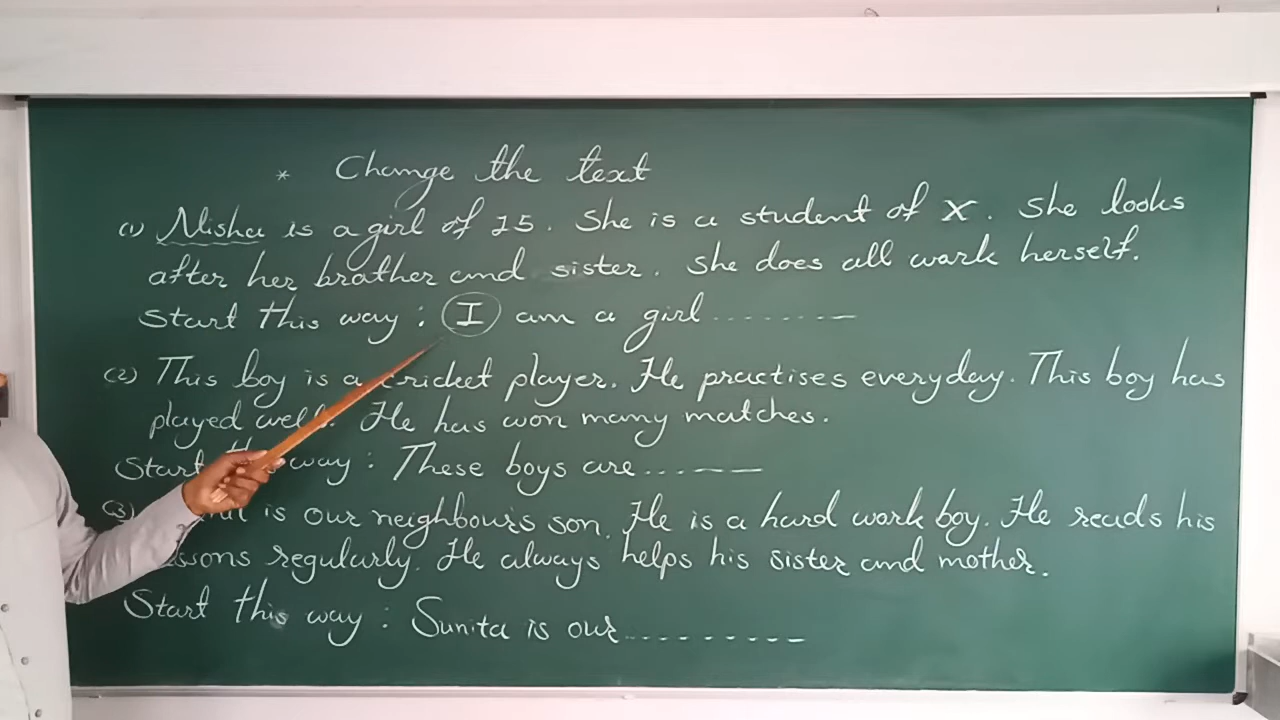 * Change the text
(1) Nisha is a girl of 15. She is a student of X. She looks
after her brother and sister. She does all work herself.
Start this way : I am a girl ........—
(2) This boy is a cricket player. He practises everyday. This boy has
played well. He has won many matches.
Start this way : These boys are...-——
(3) is our neighbour's son. He is a hard work boy. He reads his
regularly. He always helps his sister and mother.
Start this way : Sunita is our.........